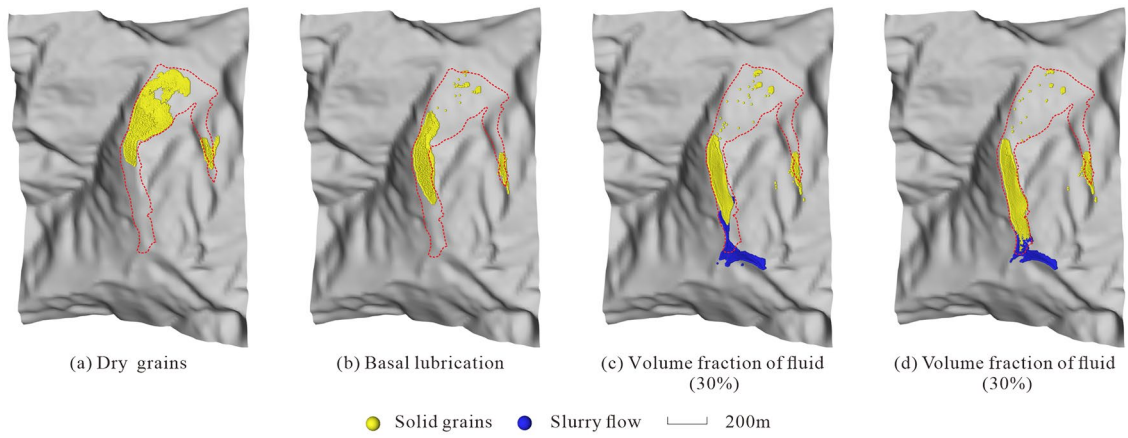 (a) Dry grains
(b) Basal lubrication
(c) Volume fraction of fluid
(30%)
(d) Volume fraction of fluid
(30%)
Solid grains Slurry flow 200m